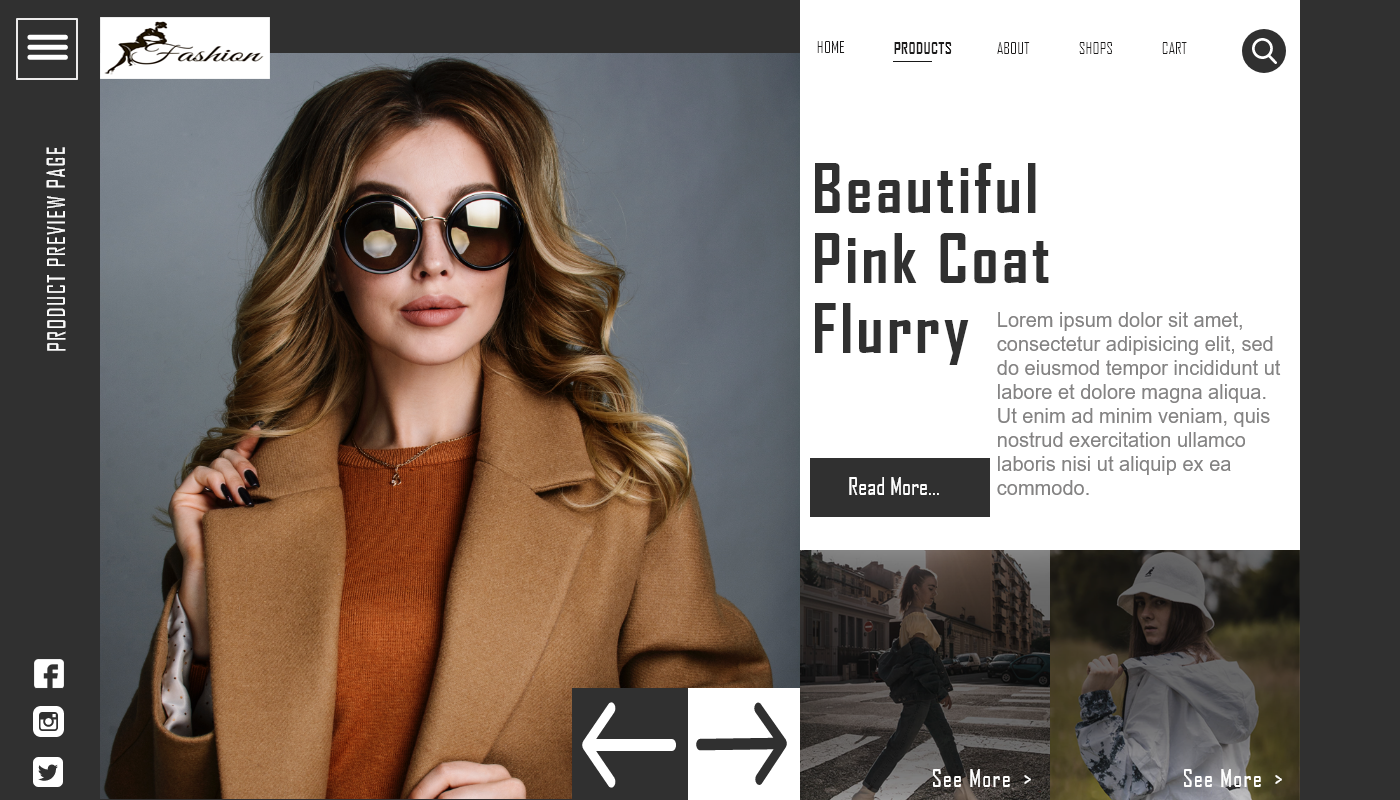 Fashion
HOME
PRODUCTS
ABOUT
SHOPS
CART
PRODUCT PREVIEW PAGE
Beautiful
Pink Coat
Flurry
Lorem ipsum dolor sit amet,
consectetur adipisicing elit, sed
do eiusmod tempor incididunt ut
labore et dolore magna aliqua.
Ut enim ad minim veniam, quis
nostrud exercitation ullamco
laboris nisi ut aliquip ex ea
commodo.
Read More...
See More >
See More >